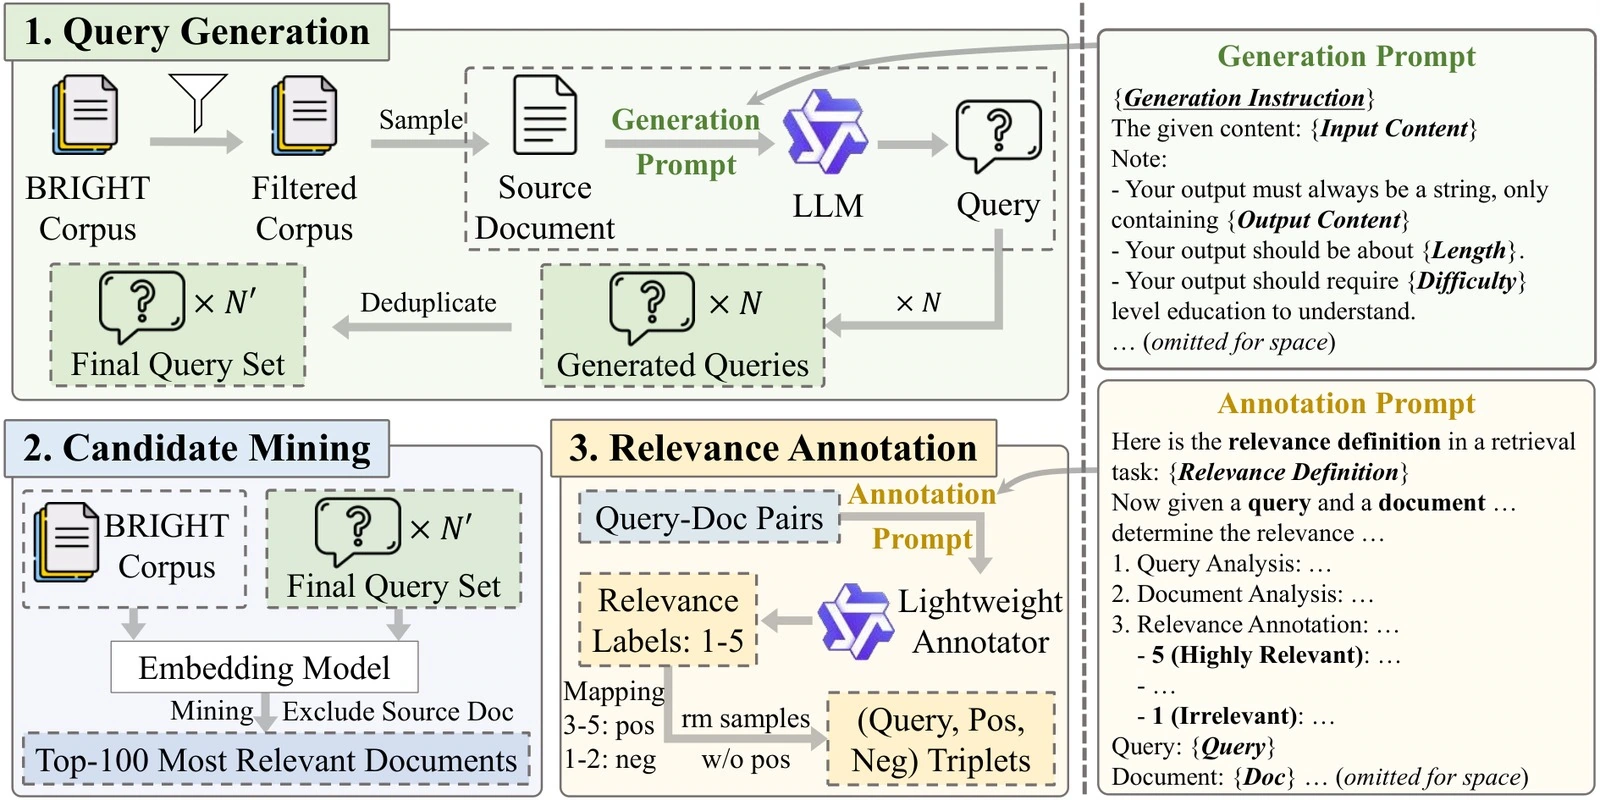 1. Query Generation
BRIGHT
Corpus
Filtered
Corpus
Sample
Source
Document
Generation
Prompt
LLM
Query
× N
Generated Queries
× N
Deduplicate
× N′
Final Query Set
2. Candidate Mining
BRIGHT
Corpus
× N′
Final Query Set
Embedding Model
Mining
Exclude Source Doc
Top-100 Most Relevant Documents
3. Relevance Annotation
Query-Doc Pairs
Annotation
Prompt
Lightweight
Annotator
Relevance
Labels: 1-5
Mapping
3-5: pos
1-2: neg
rm samples
w/o pos
(Query, Pos,
Neg) Triplets
Generation Prompt
{Generation Instruction}
The given content: {Input Content}
Note:
- Your output must always be a string, only
containing {Output Content}
- Your output should be about {Length}.
- Your output should require {Difficulty}
level education to understand.
… (omitted for space)
Annotation Prompt
Here is the relevance definition in a retrieval
task: {Relevance Definition}
Now given a query and a document …
determine the relevance …
1. Query Analysis: …
2. Document Analysis: …
3. Relevance Annotation: …
- 5 (Highly Relevant): …
- …
- 1 (Irrelevant): …
Query: {Query}
Document: {Doc} … (omitted for space)